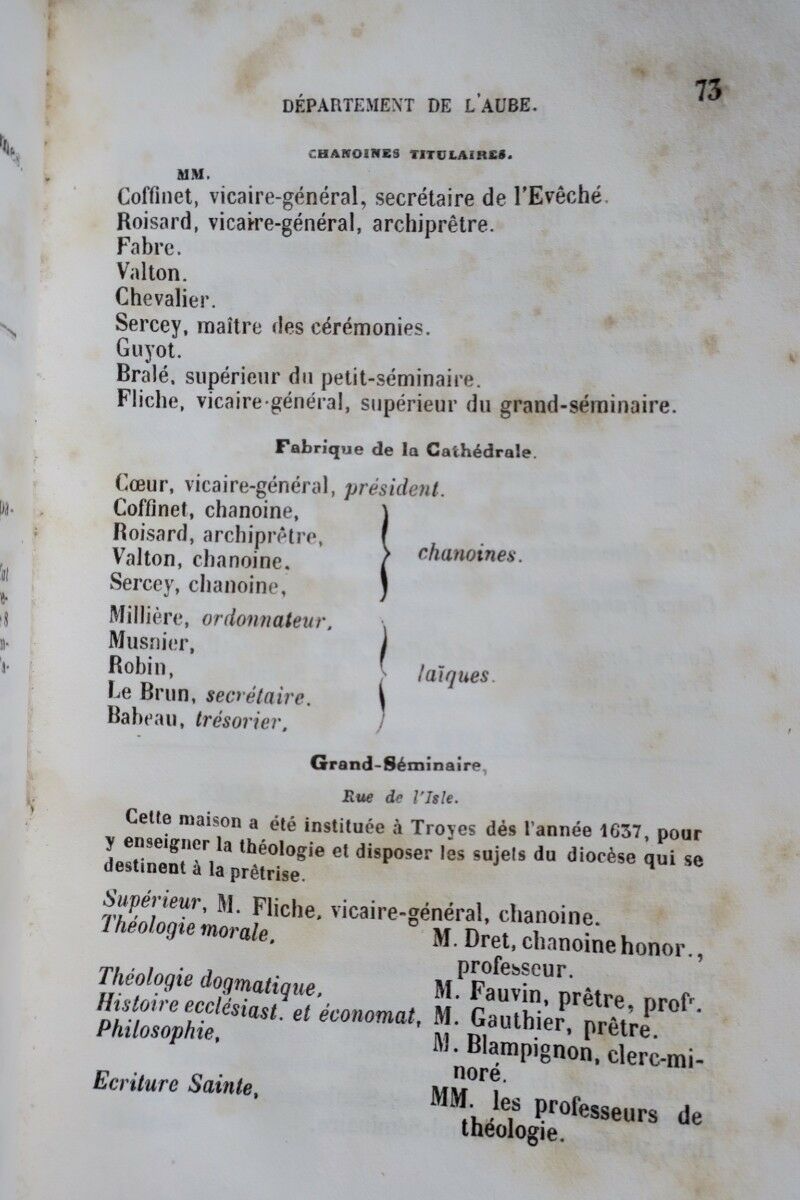 DÉPARTEMENT DE L'AUBE. 73
CHANOINES TITULAIRES.
MM.
Coffinet, vicaire-général, secrétaire de l'Evêché.
Roisard, vicaire-général, archiprêtre.
Fabre.
Valton.
Chevalier.
Sercey, maître des cérémonies.
Guyot.
Bralé, supérieur du petit-séminaire.
Fliche, vicaire-général, supérieur du grand-séminaire.
Fabrique de la Cathédrale.
Cœur, vicaire-général, président.
Coffinet, chanoine,
Roisard, archiprêtre,
Valton, chanoine.
Sercey, chanoine,
chanoines.
Millière, ordonnateur.
Musnier,
Robin,
Le Brun, secrétaire.
Babeau, trésorier,
laïques.
Grand-Séminaire,
Rue de l'Isle.
Cette maison a été instituée à Troyes dès l'année 1637, pour
y enseigner la théologie et disposer les sujets du diocèse qui se
destinent à la prêtrise.
Supérieur, M. Fliche, vicaire-général, chanoine.
Théologie morale, M. Dret, chanoine honor.,
professeur.
Théologie dogmatique, M. Fauvin, prêtre, profr.
Histoire ecclésiast. et économat, M. Gauthier, prêtre.
Philosophie, M. Blampignon, clerc-mi-
noré.
Ecriture Sainte, MM. les professeurs de
théologie.